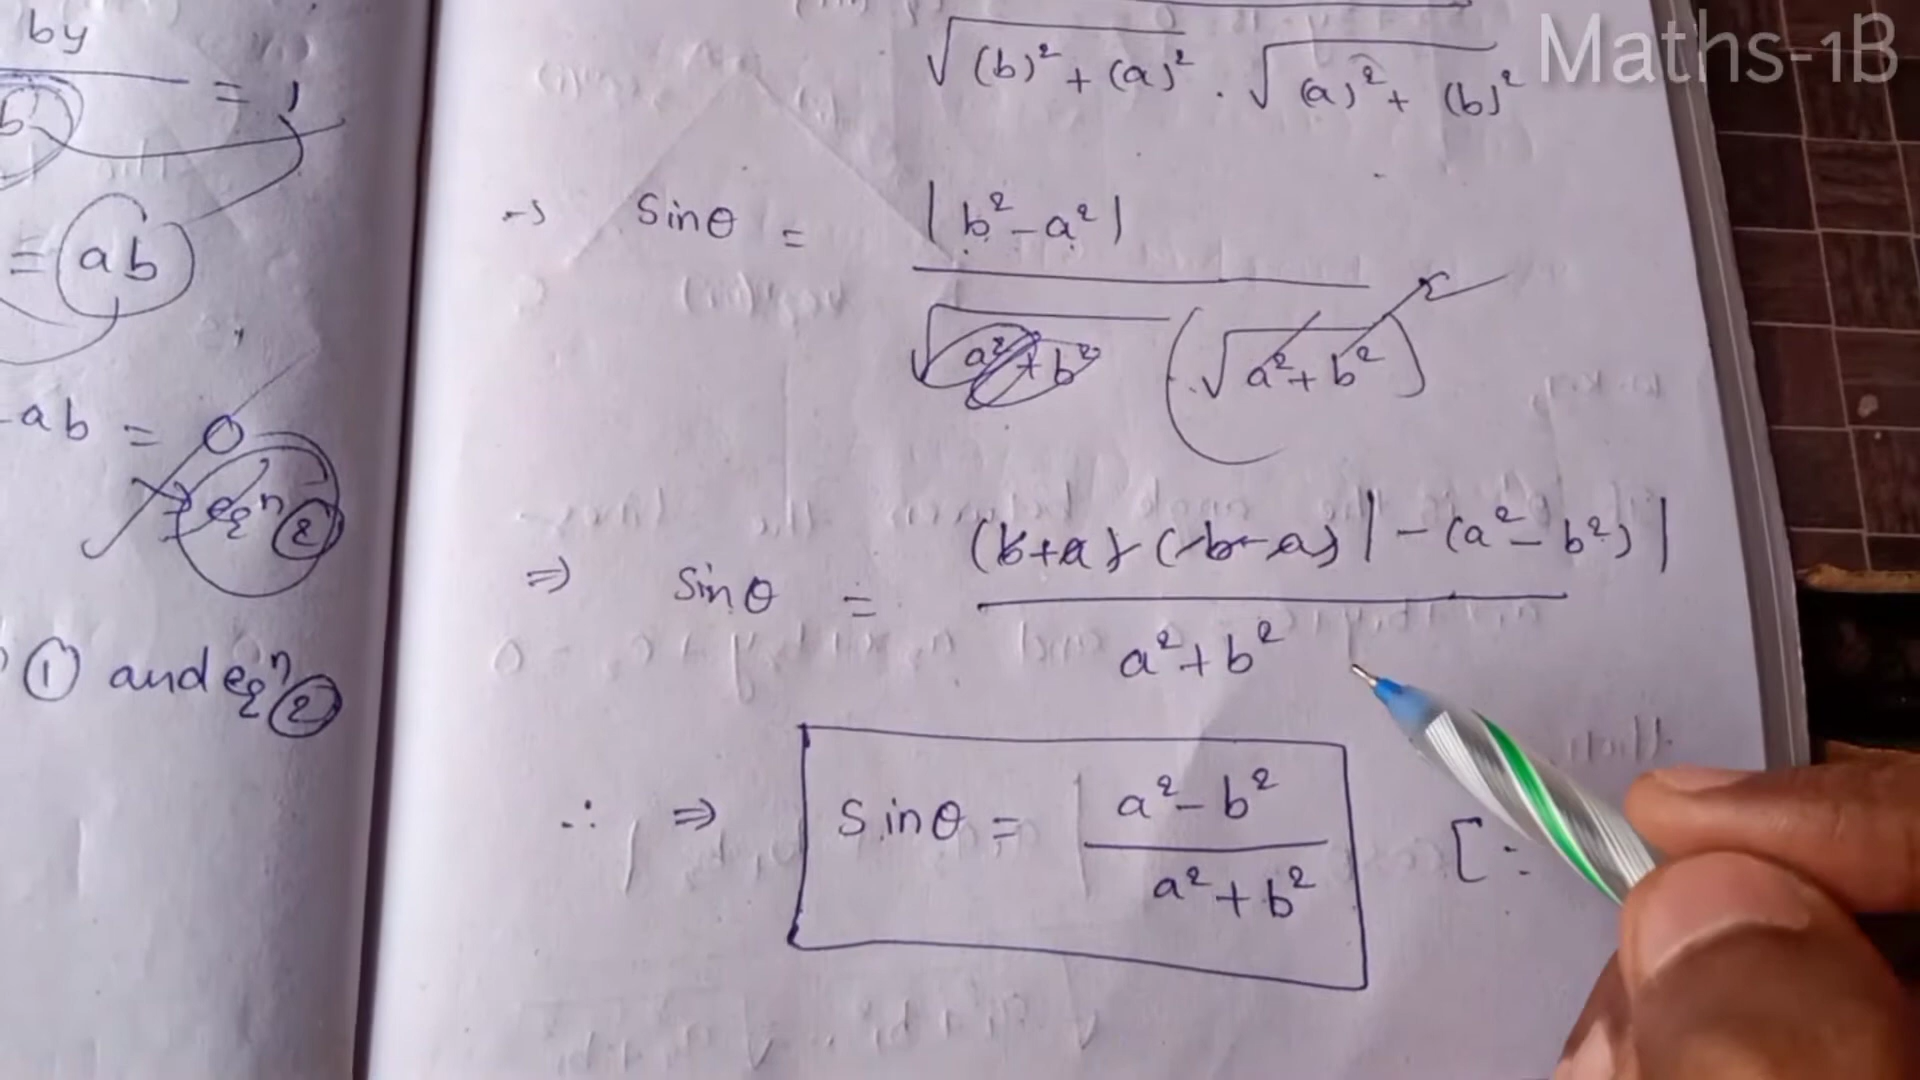 Maths-1B
by
= 1
b
= ab
-ab = 0
⇒ eqⁿ ②
① and eqⁿ ②
√(b)² + (a)² . √(a)² + (b)²
→ Sinθ = |b² - a²|
√a² + b² (√a² + b²)
⇒ Sinθ = (b+a) (b-a) |-(a² - b²)|
a² + b²
∴ ⇒ Sinθ = | a² - b²
a² + b²
[∵